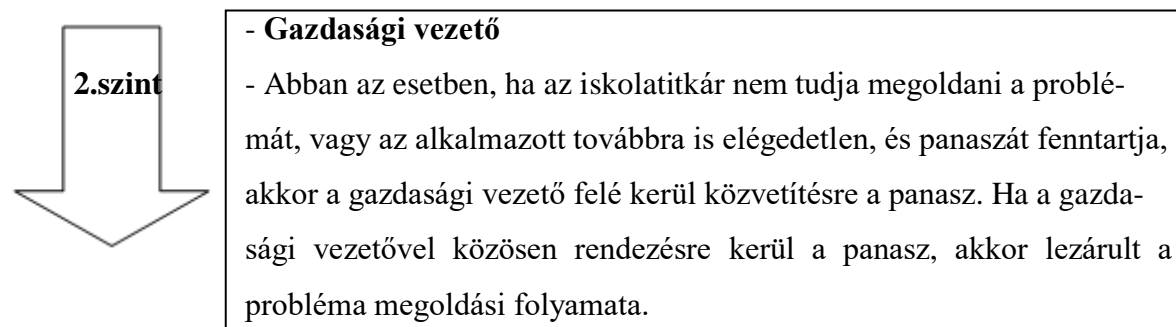 - Gazdasági vezető
2.szint
- Abban az esetben, ha az iskolatitkár nem tudja megoldani a problé-
mát, vagy az alkalmazott továbbra is elégedetlen, és panaszát fenntartja,
akkor a gazdasági vezető felé kerül közvetítésre a panasz. Ha a gazda-
sági vezetővel közösen rendezésre kerül a panasz, akkor lezárult a
probléma megoldási folyamata.